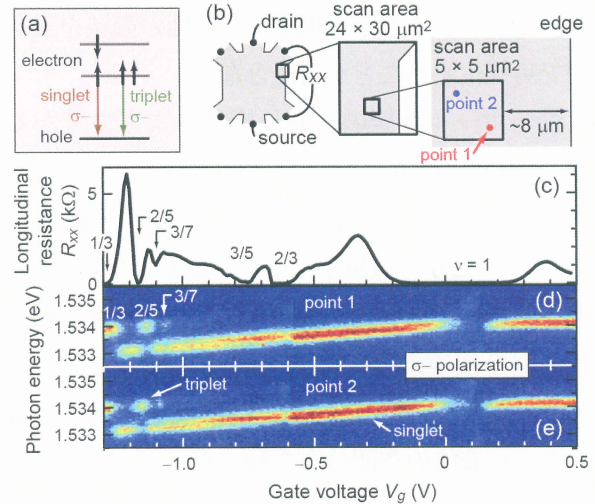 (a)
electron
singlet
triplet
σ−
σ−
hole
(b)
drain
Rxx
source
scan area
24 × 30 μm2
scan area
5 × 5 μm2
edge
point 2
point 1
~8 μm
Longitudinal
resistance
Rxx (kΩ)
5
0
1/3
2/5
3/7
3/5
2/3
ν = 1
(c)
Photon energy (eV)
1.535
1.534
1.533
1/3
2/5
3/7
point 1
(d)
σ− polarization
1.535
1.534
1.533
triplet
point 2
singlet
(e)
−1.0
−0.5
0
0.5
Gate voltage Vg (V)